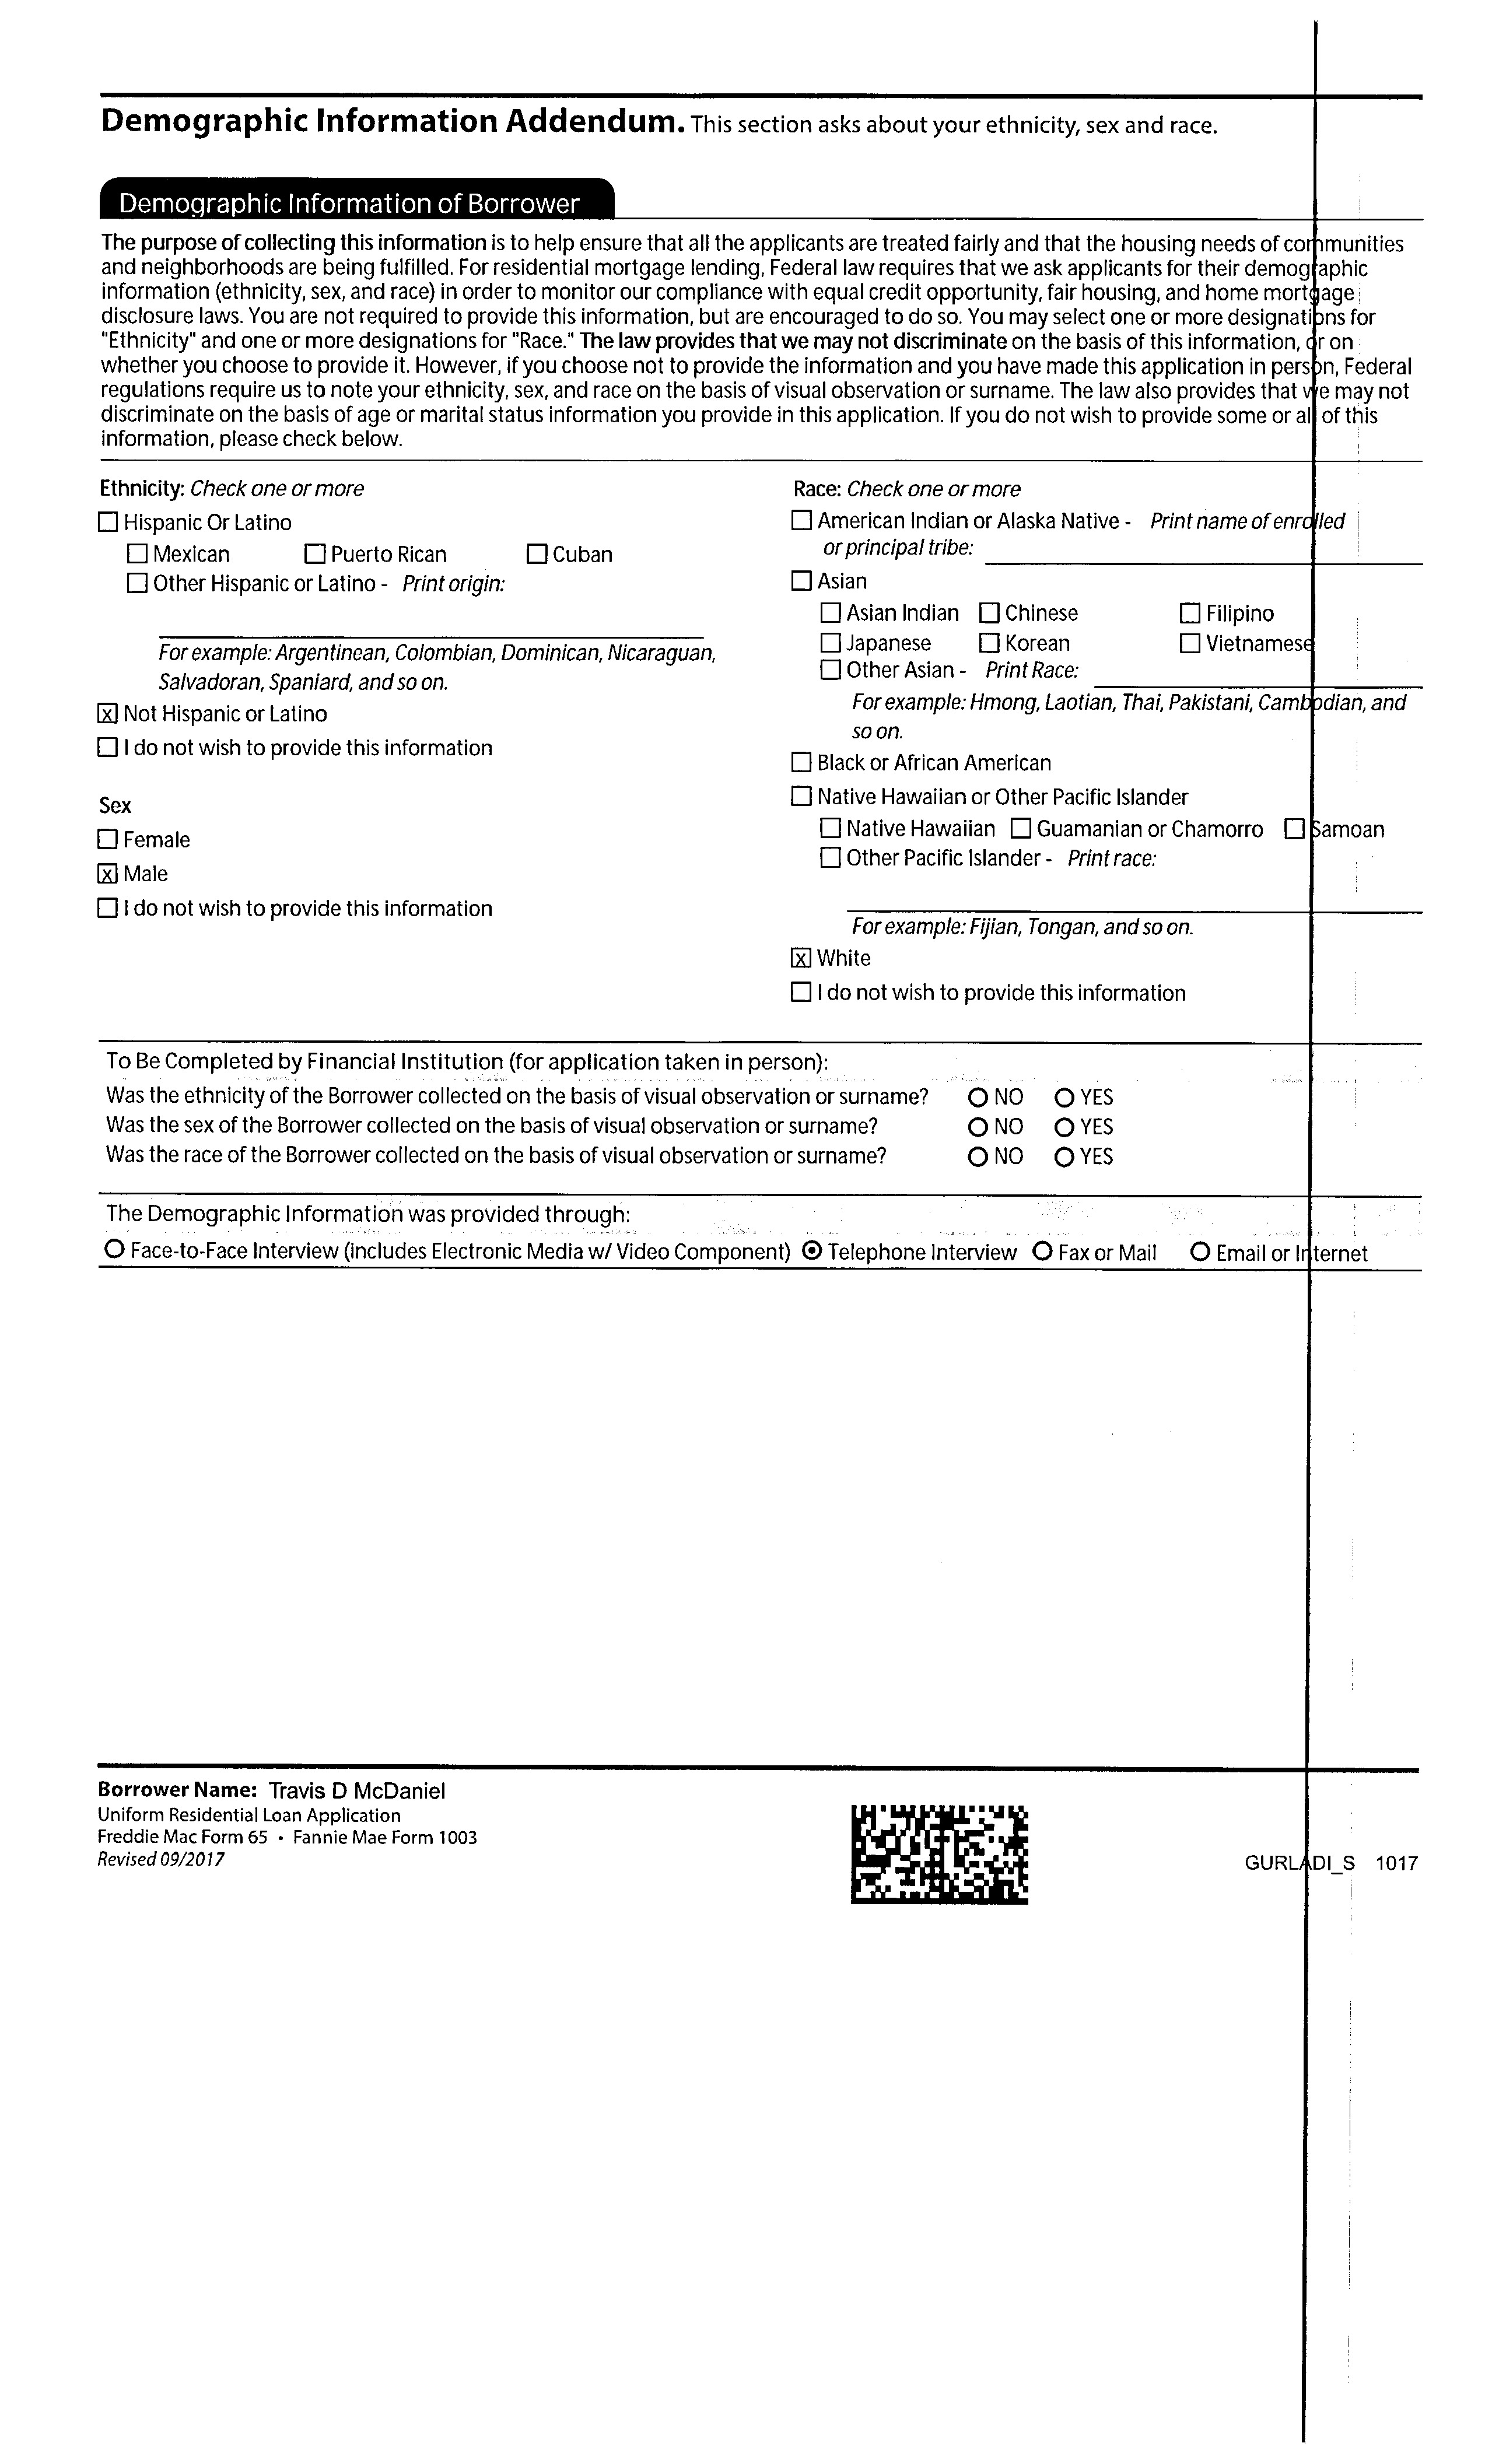 Demographic Information Addendum. This section asks about your ethnicity, sex and race.
Demographic Information of Borrower
The purpose of collecting this information is to help ensure that all the applicants are treated fairly and that the housing needs of communities
and neighborhoods are being fulfilled. For residential mortgage lending, Federal law requires that we ask applicants for their demographic
information (ethnicity, sex, and race) in order to monitor our compliance with equal credit opportunity, fair housing, and home mortgage
disclosure laws. You are not required to provide this information, but are encouraged to do so. You may select one or more designations for
"Ethnicity" and one or more designations for "Race." The law provides that we may not discriminate on the basis of this information, or on
whether you choose to provide it. However, if you choose not to provide the information and you have made this application in person, Federal
regulations require us to note your ethnicity, sex, and race on the basis of visual observation or surname. The law also provides that we may not
discriminate on the basis of age or marital status information you provide in this application. If you do not wish to provide some or all of this
information, please check below.
Ethnicity: Check one or more
☐ Hispanic Or Latino
☐ Mexican ☐ Puerto Rican ☐ Cuban
☐ Other Hispanic or Latino - Print origin:
For example: Argentinean, Colombian, Dominican, Nicaraguan,
Salvadoran, Spaniard, and so on.
☒ Not Hispanic or Latino
☐ I do not wish to provide this information
Sex
☐ Female
☒ Male
☐ I do not wish to provide this information
Race: Check one or more
☐ American Indian or Alaska Native - Print name of enrolled
or principal tribe:
☐ Asian
☐ Asian Indian ☐ Chinese ☐ Filipino
☐ Japanese ☐ Korean ☐ Vietnamese
☐ Other Asian - Print Race:
For example: Hmong, Laotian, Thai, Pakistani, Cambodian, and
so on.
☐ Black or African American
☐ Native Hawaiian or Other Pacific Islander
☐ Native Hawaiian ☐ Guamanian or Chamorro ☐ Samoan
☐ Other Pacific Islander - Print race:
For example: Fijian, Tongan, and so on.
☒ White
☐ I do not wish to provide this information
To Be Completed by Financial Institution (for application taken in person):
Was the ethnicity of the Borrower collected on the basis of visual observation or surname? ○ NO ○ YES
Was the sex of the Borrower collected on the basis of visual observation or surname? ○ NO ○ YES
Was the race of the Borrower collected on the basis of visual observation or surname? ○ NO ○ YES
The Demographic Information was provided through:
○ Face-to-Face Interview (includes Electronic Media w/ Video Component) ◉ Telephone Interview ○ Fax or Mail ○ Email or Internet
Borrower Name: Travis D McDaniel
Uniform Residential Loan Application
Freddie Mac Form 65 • Fannie Mae Form 1003
Revised 09/2017
GURLADI_S 1017